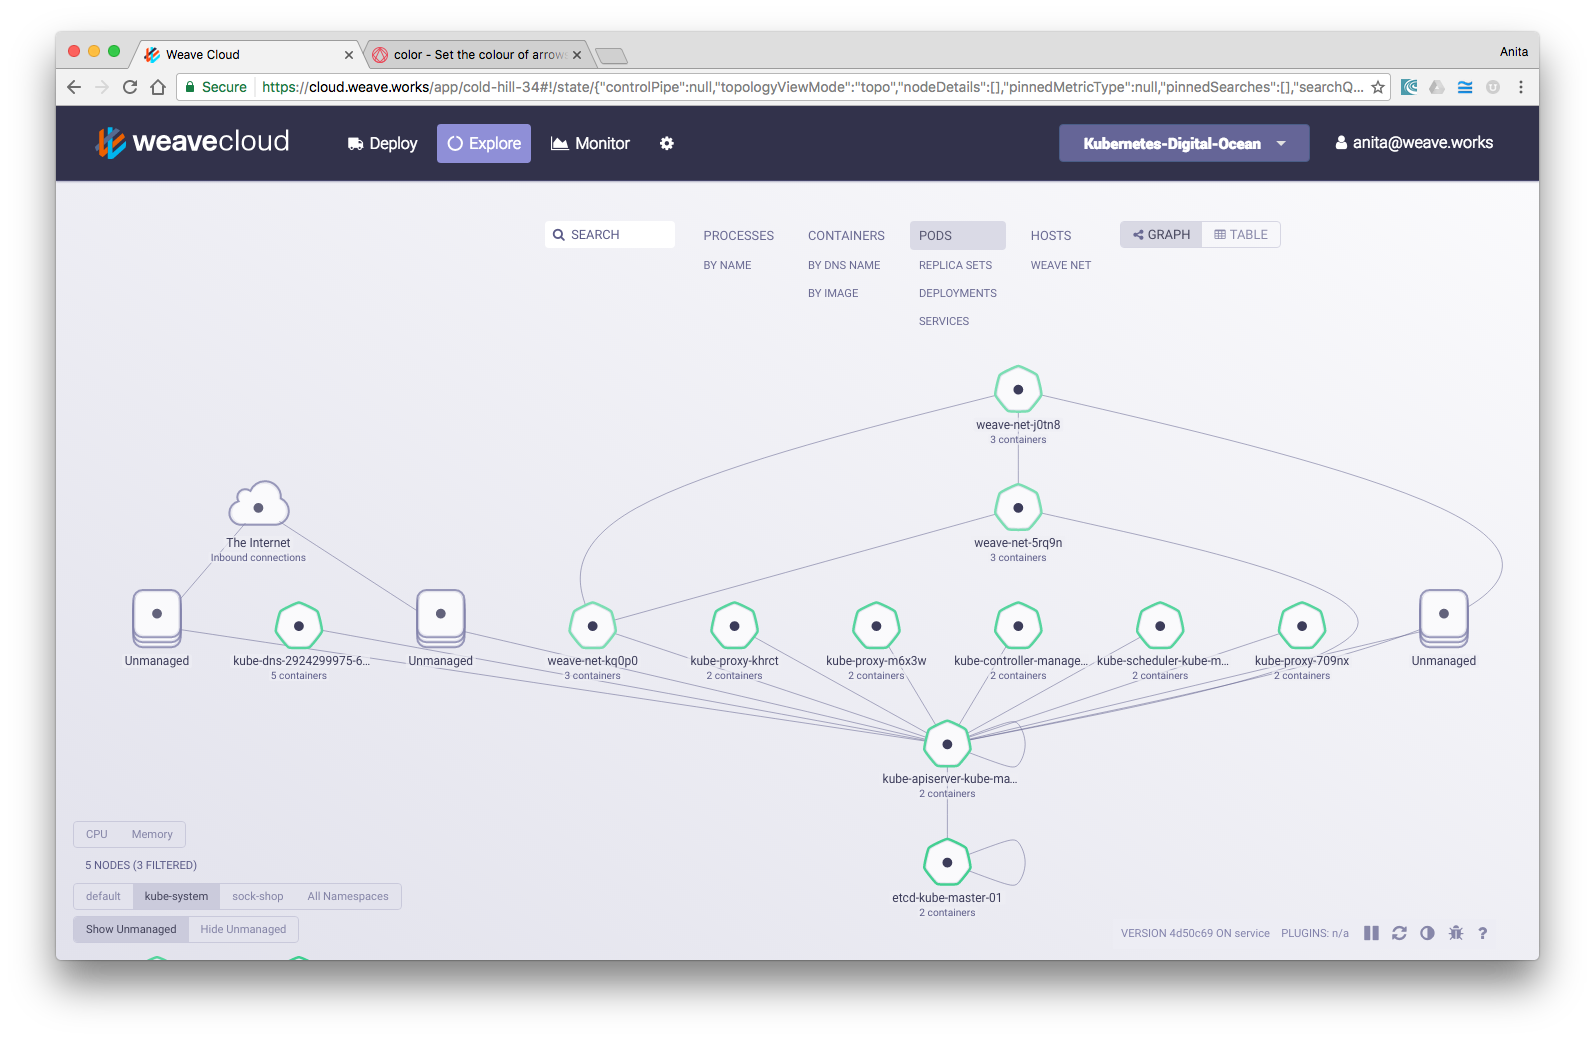 Weave Cloud
color - Set the colour of arrow
Anita
Secure
https://cloud.weave.works/app/cold-hill-34#!/state/{"controlPipe":null,"topologyViewMode":"topo","nodeDetails":[],"pinnedMetricType":null,"pinnedSearches":[],"searchQ...
weavecloud
Deploy
Explore
Monitor
Kubernetes-Digital-Ocean
anita@weave.works
SEARCH
PROCESSES
CONTAINERS
PODS
HOSTS
GRAPH
TABLE
BY NAME
BY DNS NAME
REPLICA SETS
WEAVE NET
BY IMAGE
DEPLOYMENTS
SERVICES
weave-net-j0tn8
3 containers
The Internet
Inbound connections
weave-net-5rq9n
3 containers
Unmanaged
kube-dns-2924299975-6...
5 containers
Unmanaged
weave-net-kq0p0
3 containers
kube-proxy-khrct
2 containers
kube-proxy-m6x3w
2 containers
kube-controller-manage...
2 containers
kube-scheduler-kube-m...
2 containers
kube-proxy-709nx
2 containers
Unmanaged
kube-apiserver-kube-ma...
2 containers
etcd-kube-master-01
2 containers
CPU
Memory
5 NODES (3 FILTERED)
default
kube-system
sock-shop
All Namespaces
Show Unmanaged
Hide Unmanaged
VERSION 4d50c69 ON service
PLUGINS: n/a
?